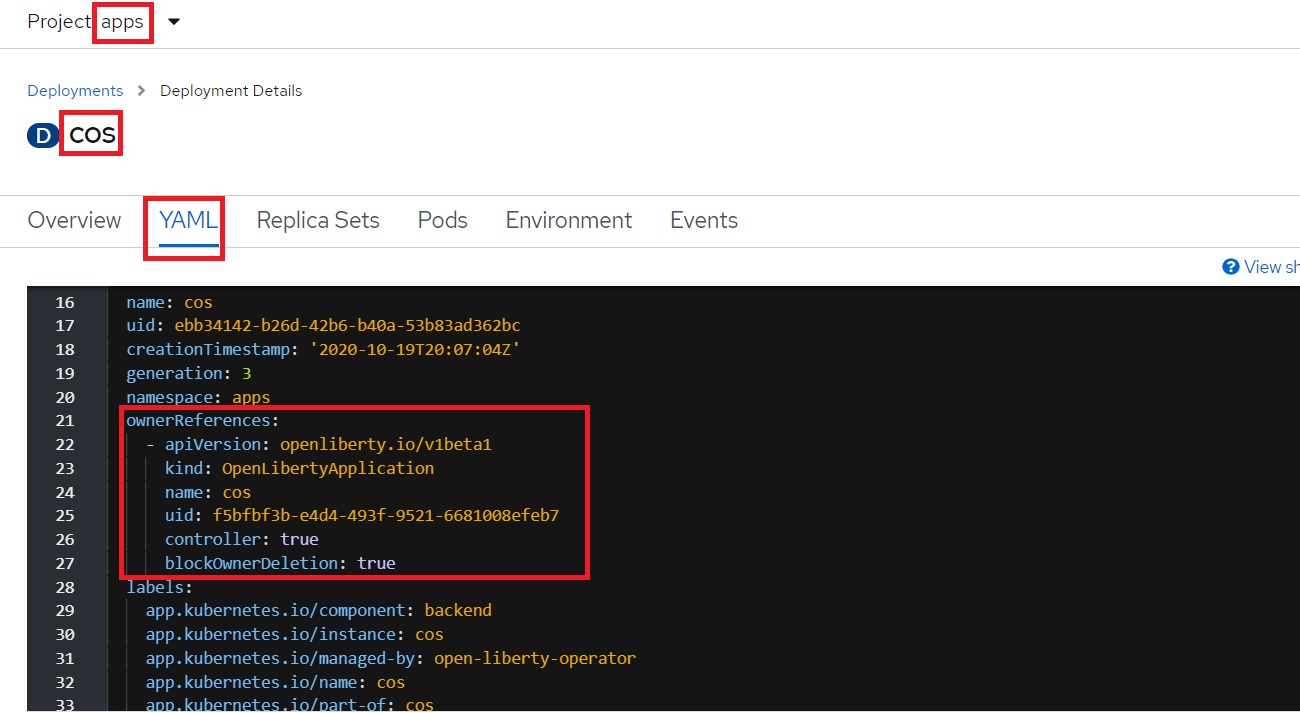 Project apps
Deployments Deployment Details
D cos
Overview YAML Replica Sets Pods Environment Events
? View sh
16 name: cos
17 uid: ebb34142-b26d-42b6-b40a-53b83ad362bc
18 creationTimestamp: '2020-10-19T20:07:04Z'
19 generation: 3
20 namespace: apps
21 ownerReferences:
22 - apiVersion: openliberty.io/v1beta1
23 kind: OpenLibertyApplication
24 name: cos
25 uid: f5bfbf3b-e4d4-493f-9521-6681008efeb7
26 controller: true
27 blockOwnerDeletion: true
28 labels:
29 app.kubernetes.io/component: backend
30 app.kubernetes.io/instance: cos
31 app.kubernetes.io/managed-by: open-liberty-operator
32 app.kubernetes.io/name: cos
33 app.kubernetes.io/part-of: cos